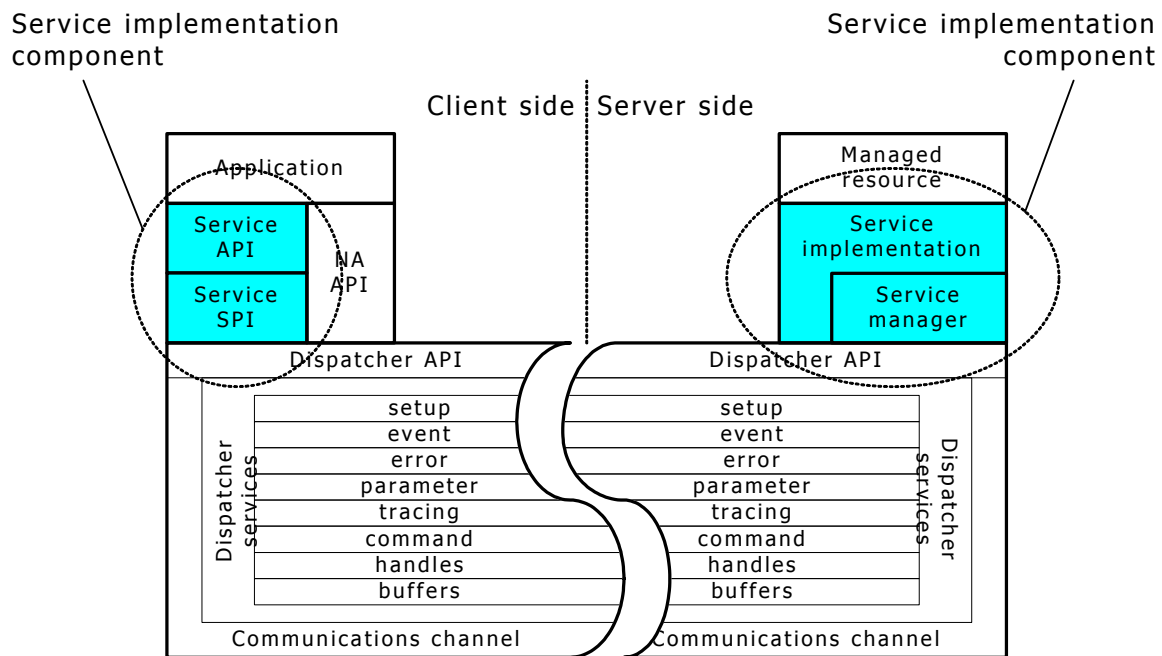 Service implementation
component
Service implementation
component
Client side
Server side
Application
Service
API
NA
API
Service
SPI
Managed
resource
Service
implementation
Service
manager
Dispatcher API
Dispatcher API
Dispatcher
services
setup
event
error
parameter
tracing
command
handles
buffers
setup
event
error
parameter
tracing
command
handles
buffers
Dispatcher
services
Communications channel
Communications channel